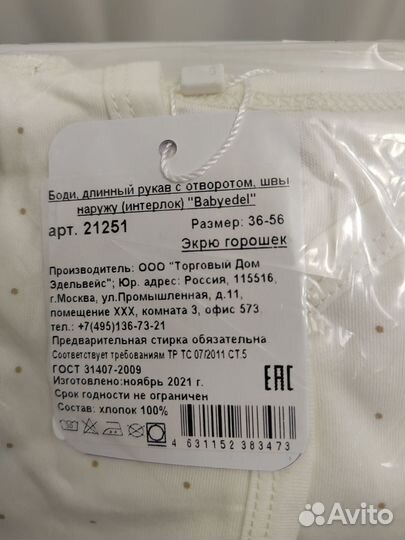 Боди, длинный рукав с отворотом, швы
наружу (интерлок) "Babyedel"
арт. 21251 Размер: 36-56
Экрю горошек
Производитель: ООО "Торговый Дом
Эдельвейс"; Юр. адрес: Россия, 115516,
г.Москва, ул.Промышленная, д.11,
помещение XXX, комната 3, офис 573,
тел.: +7(495)136-73-21
Предварительная стирка обязательна
Соответствует требованиям ТР ТС 07/2011 СТ.5
ГОСТ 31407-2009
Изготовлено:ноябрь 2021 г.
Срок годности не ограничен
Состав: хлопок 100%
EAC
4 631152 383473
Avito